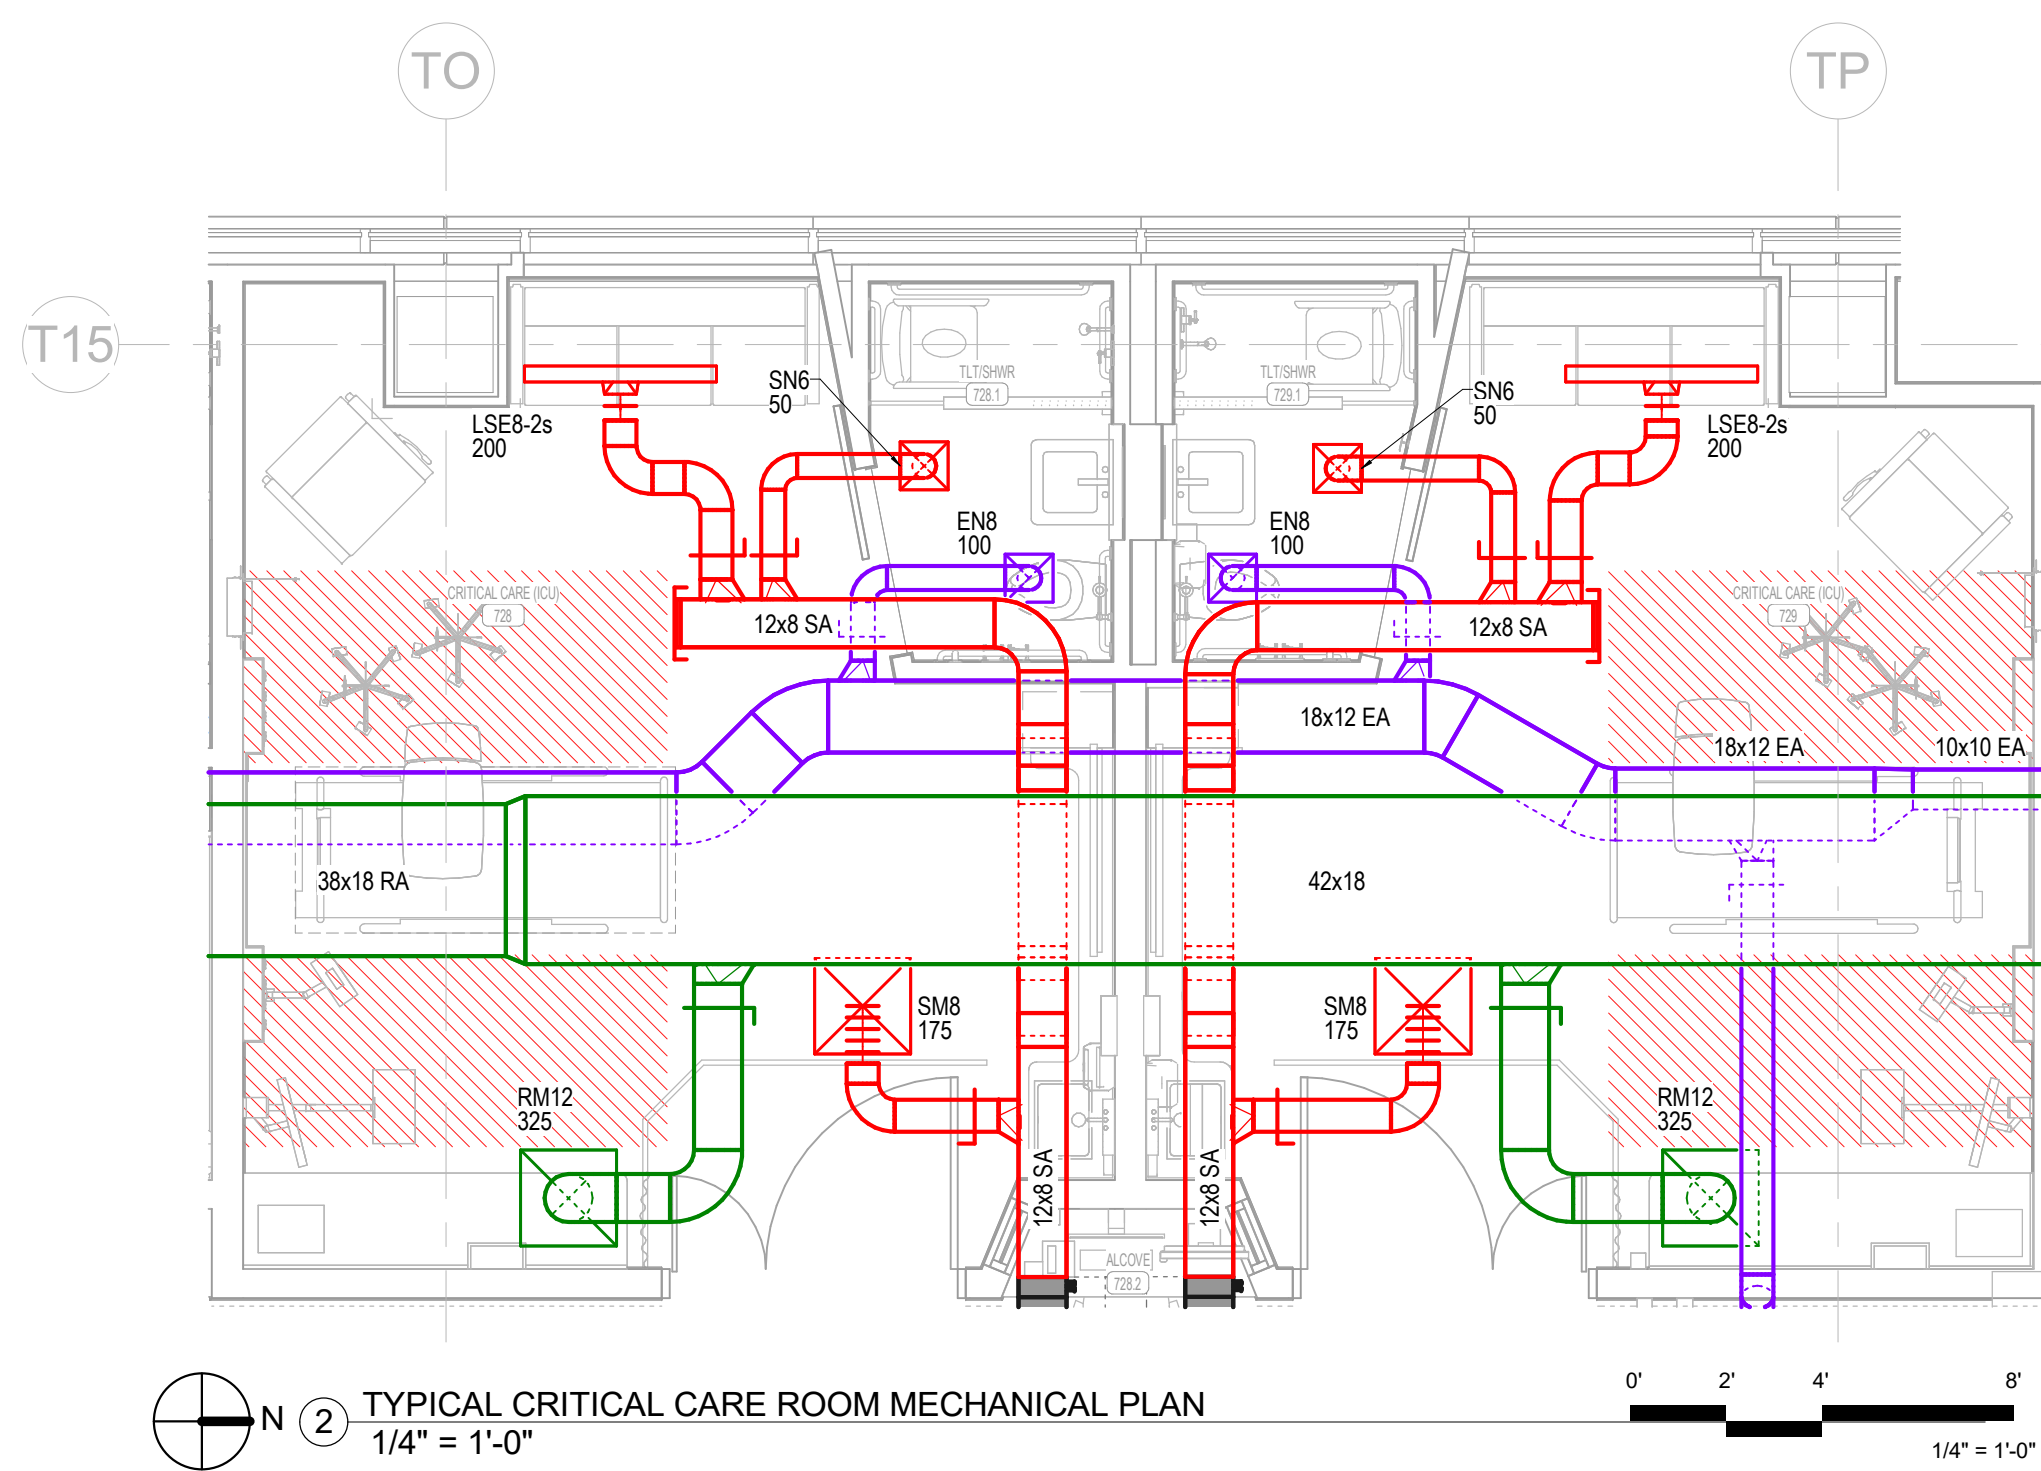 TO
TP
T15
TLT/SHWR
728.1
TLT/SHWR
729.1
SN6
50
SN6
50
LSE8-2s
200
LSE8-2s
200
EN8
100
EN8
100
CRITICAL CARE (ICU)
728
CRITICAL CARE (ICU)
729
12x8 SA
12x8 SA
18x12 EA
18x12 EA
10x10 EA
38x18 RA
42x18
SM8
175
SM8
175
RM12
325
RM12
325
12x8 SA
12x8 SA
ALCOVE
728.2
N
2
TYPICAL CRITICAL CARE ROOM MECHANICAL PLAN
1/4" = 1'-0"
0'
2'
4'
8'
1/4" = 1'-0"